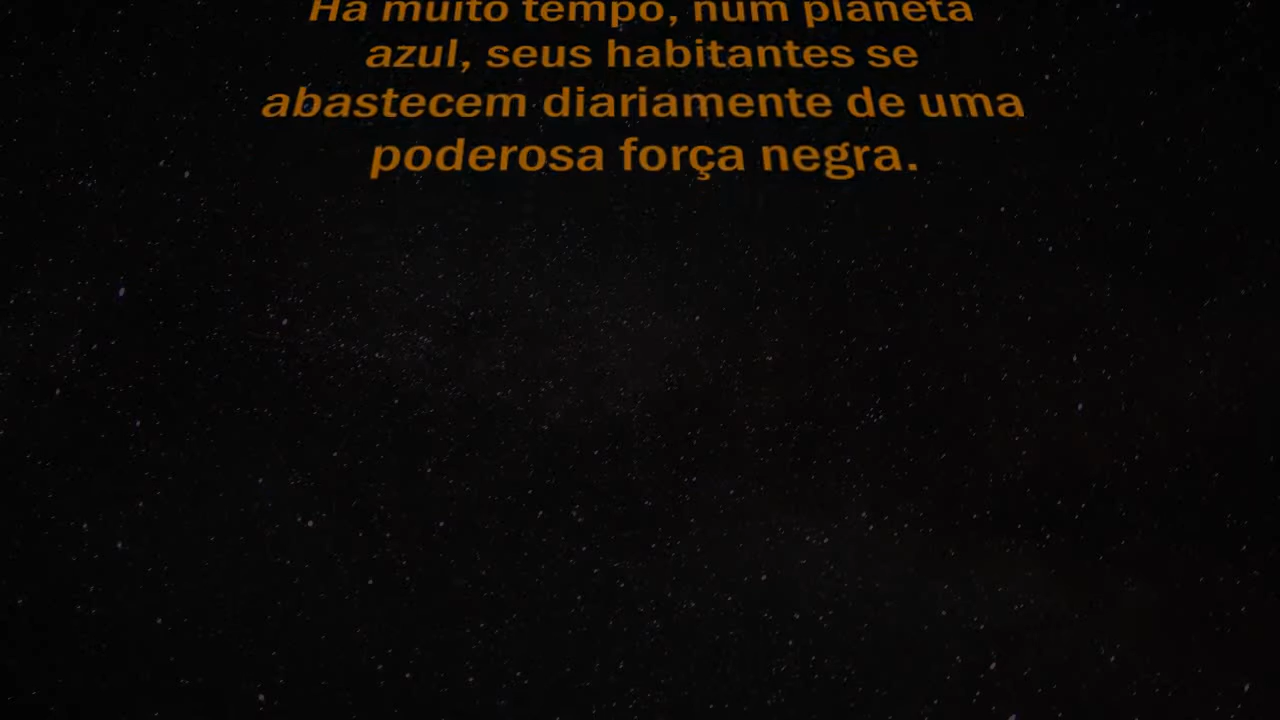 Há muito tempo, num planeta
azul, seus habitantes se
abastecem diariamente de uma
poderosa força negra.